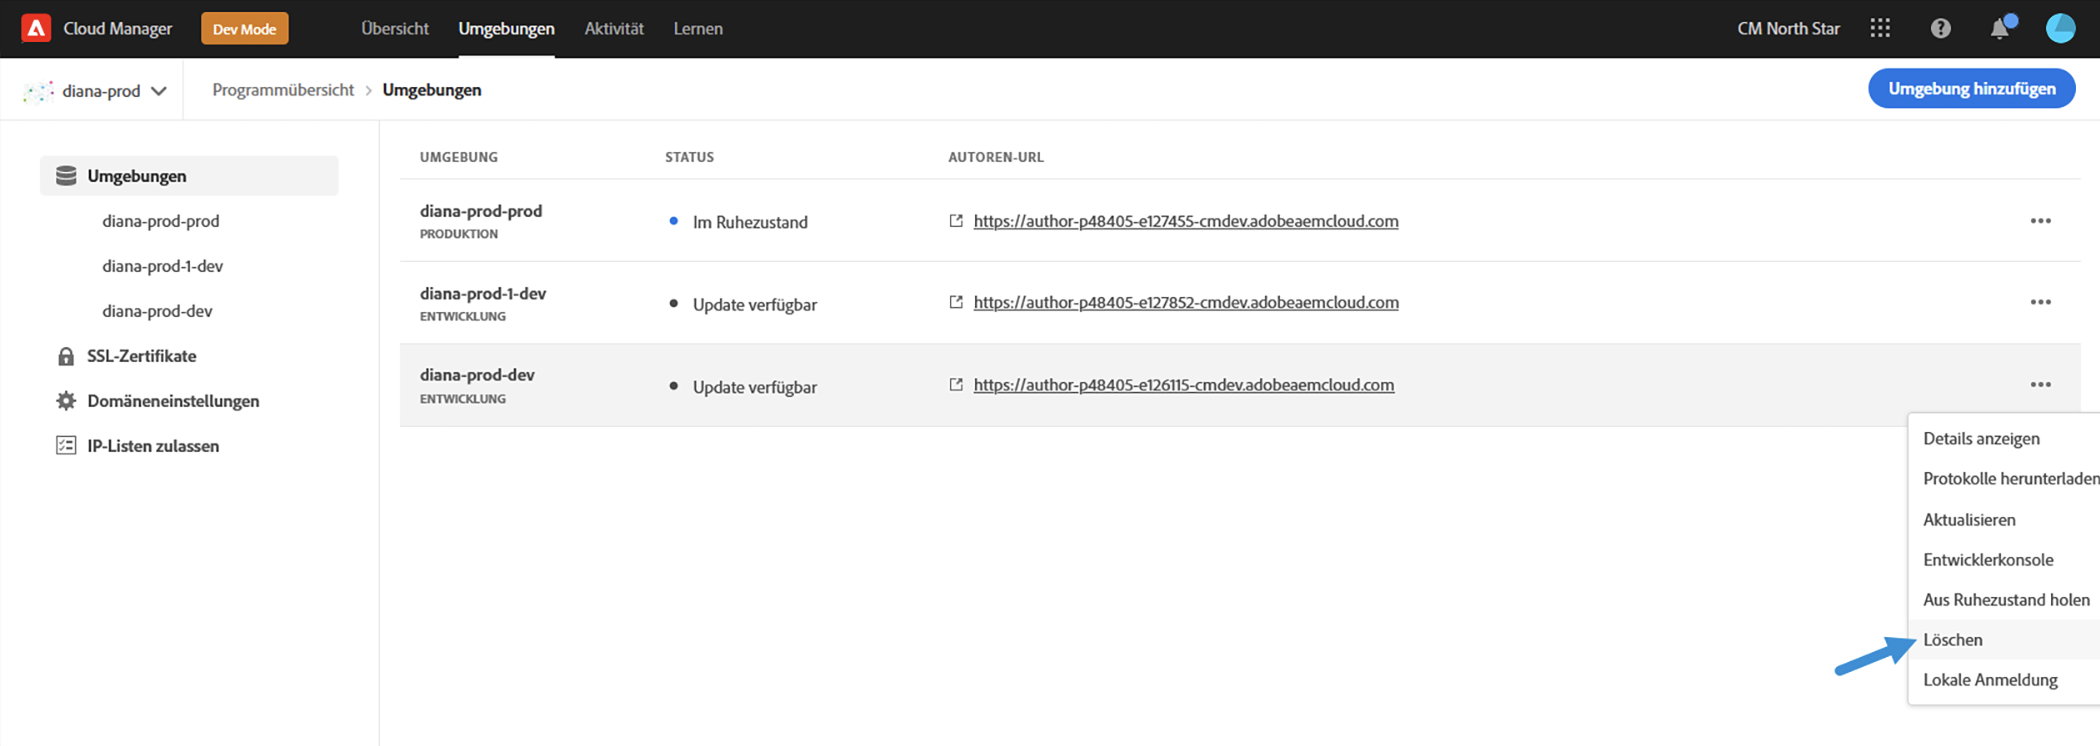 Cloud Manager Dev Mode Übersicht Umgebungen Aktivität Lernen CM North Star
diana-prod Programmübersicht > Umgebungen Umgebung hinzufügen
Umgebungen
diana-prod-prod
diana-prod-1-dev
diana-prod-dev
SSL-Zertifikate
Domäneneinstellungen
IP-Listen zulassen
UMGEBUNG STATUS AUTOREN-URL
diana-prod-prod
PRODUKTION
Im Ruhezustand
https://author-p48405-e127455-cmdev.adobeaemcloud.com
diana-prod-1-dev
ENTWICKLUNG
Update verfügbar
https://author-p48405-e127852-cmdev.adobeaemcloud.com
diana-prod-dev
ENTWICKLUNG
Update verfügbar
https://author-p48405-e126115-cmdev.adobeaemcloud.com
Details anzeigen
Protokolle herunterladen
Aktualisieren
Entwicklerkonsole
Aus Ruhezustand holen
Löschen
Lokale Anmeldung